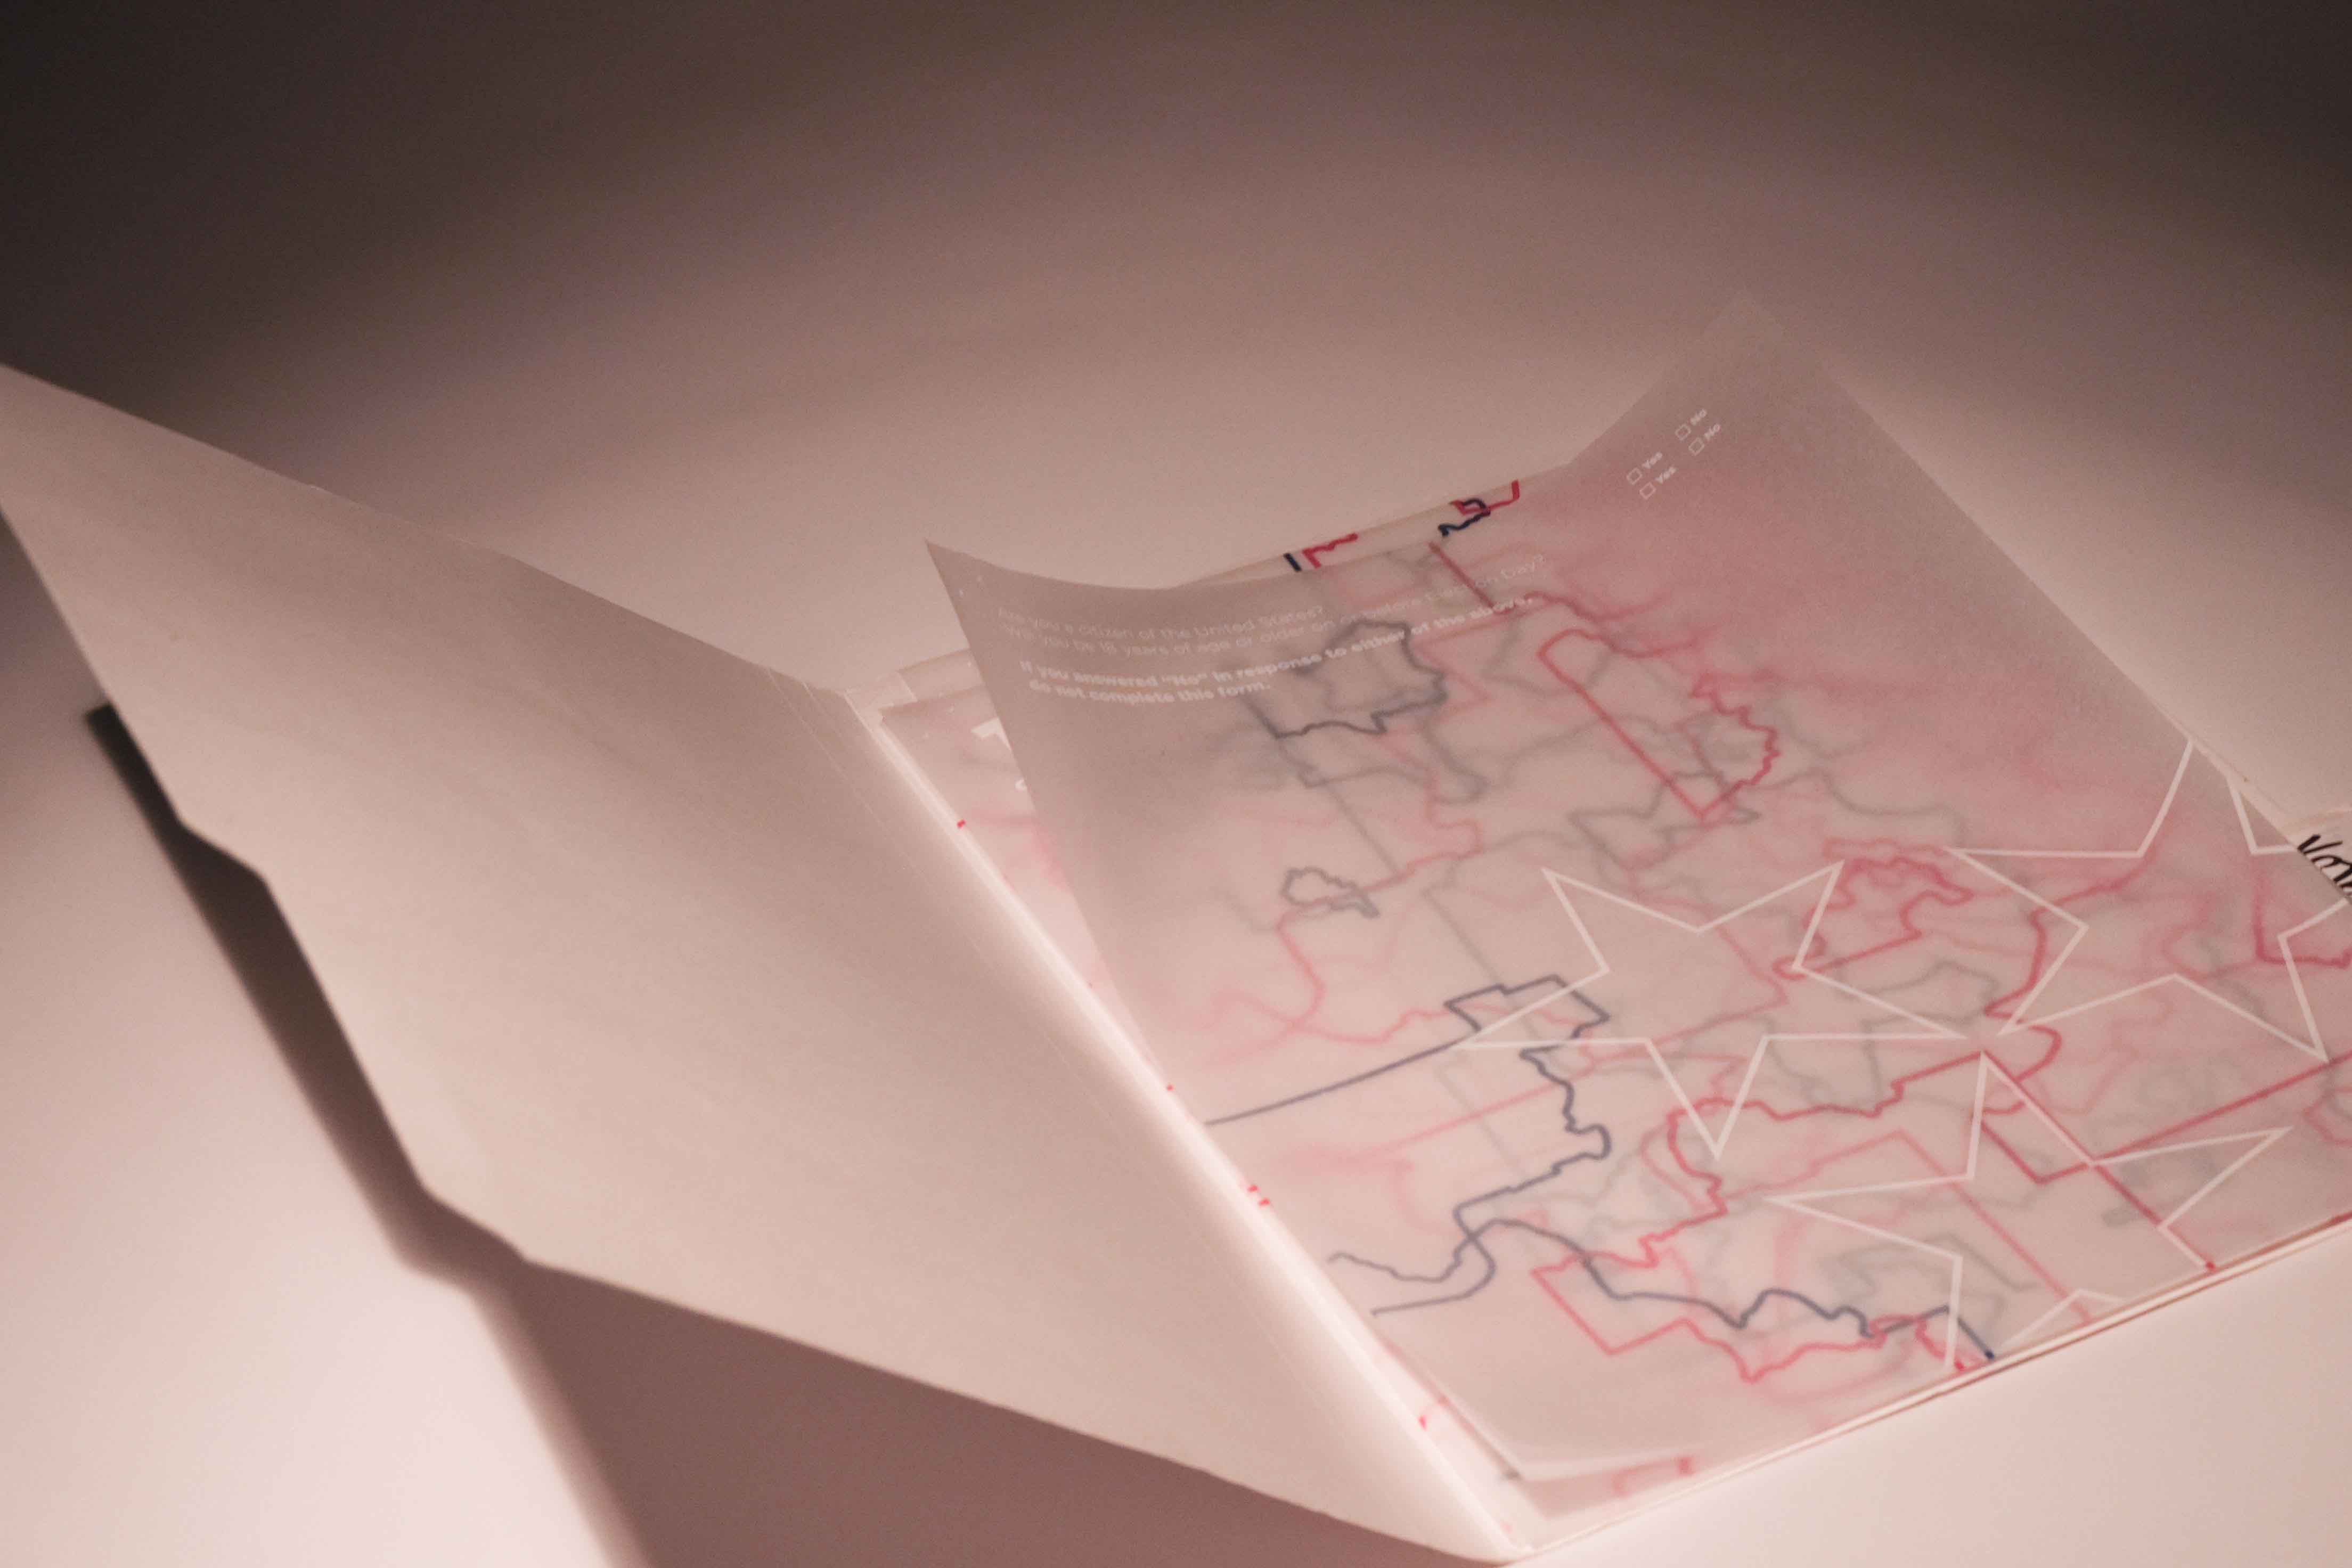 Are you a citizen of the United States?
Will you be 18 years of age or older on or before Election Day?
If you answered "No" in response to either of the above,
do not complete this form.
☐ Yes ☐ No
☐ Yes ☐ No